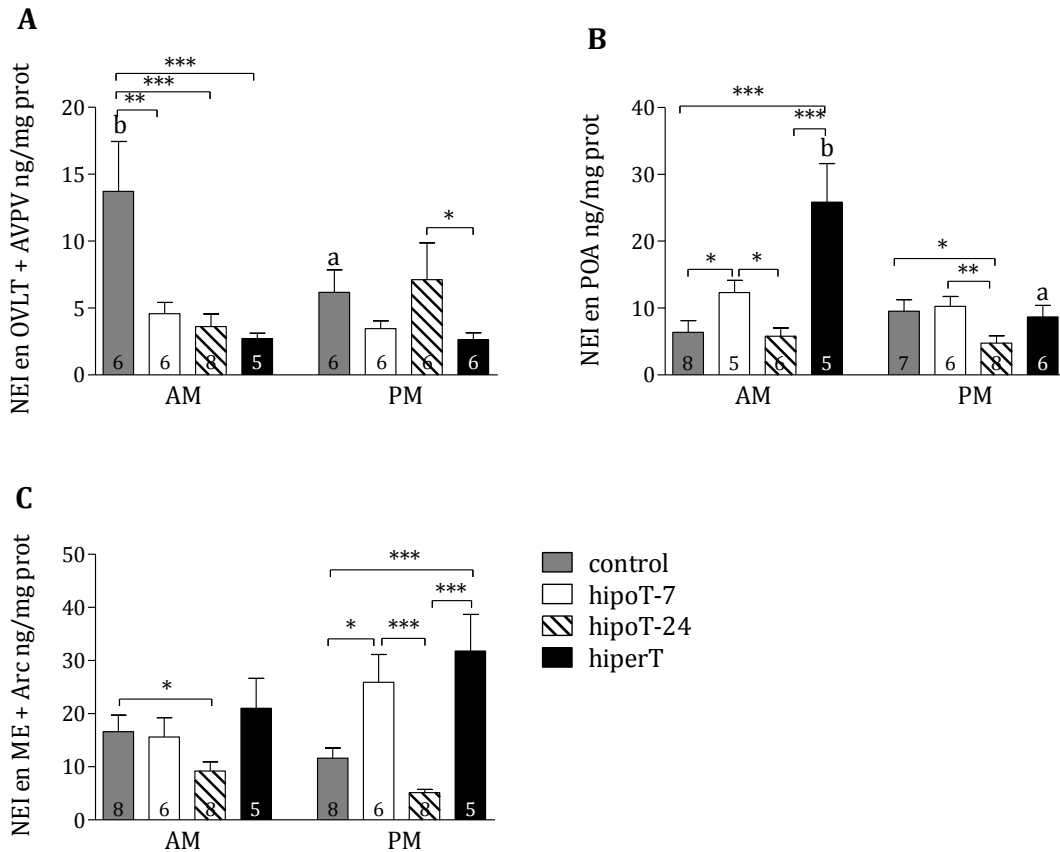 A
NEI en OVLT + AVPV ng/mg prot
***
***
**
*
20
15
10
5
0
b
a
6
6
8
5
6
6
6
6
AM
PM
B
NEI en POA ng/mg prot
***
***
*
*
*
**
40
30
20
10
0
b
a
8
5
6
5
7
6
8
6
AM
PM
C
NEI en ME + Arc ng/mg prot
***
***
*
***
*
50
40
30
20
10
0
8
6
8
5
8
6
8
5
AM
PM
control
hipoT-7
hipoT-24
hiperT